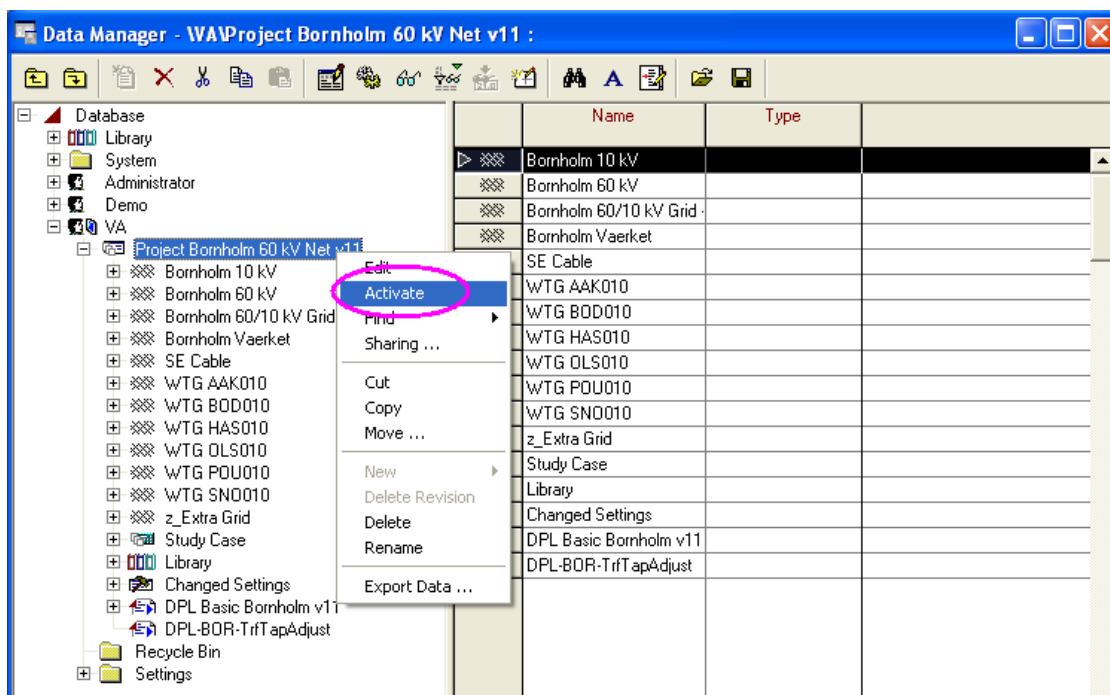 Data Manager - \VA\Project Bornholm 60 kV Net v11 :
Database
Library
System
Administrator
Demo
VA
Project Bornholm 60 kV Net v11
Bornholm 10 kV
Bornholm 60 kV
Bornholm 60/10 kV Grid
Bornholm Vaerket
SE Cable
WTG AAK010
WTG BOD010
WTG HAS010
WTG OLS010
WTG POU010
WTG SNO010
z_Extra Grid
Study Case
Library
Changed Settings
DPL Basic Bornholm v11
DPL-BOR-TrfTapAdjust
Recycle Bin
Settings
Edit
Activate
Find
Sharing ...
Cut
Copy
Move ...
New
Delete Revision
Delete
Rename
Export Data ...
Name Type
Bornholm 10 kV
Bornholm 60 kV
Bornholm 60/10 kV Grid -
Bornholm Vaerket
SE Cable
WTG AAK010
WTG BOD010
WTG HAS010
WTG OLS010
WTG POU010
WTG SNO010
z_Extra Grid
Study Case
Library
Changed Settings
DPL Basic Bornholm v11
DPL-BOR-TrfTapAdjust